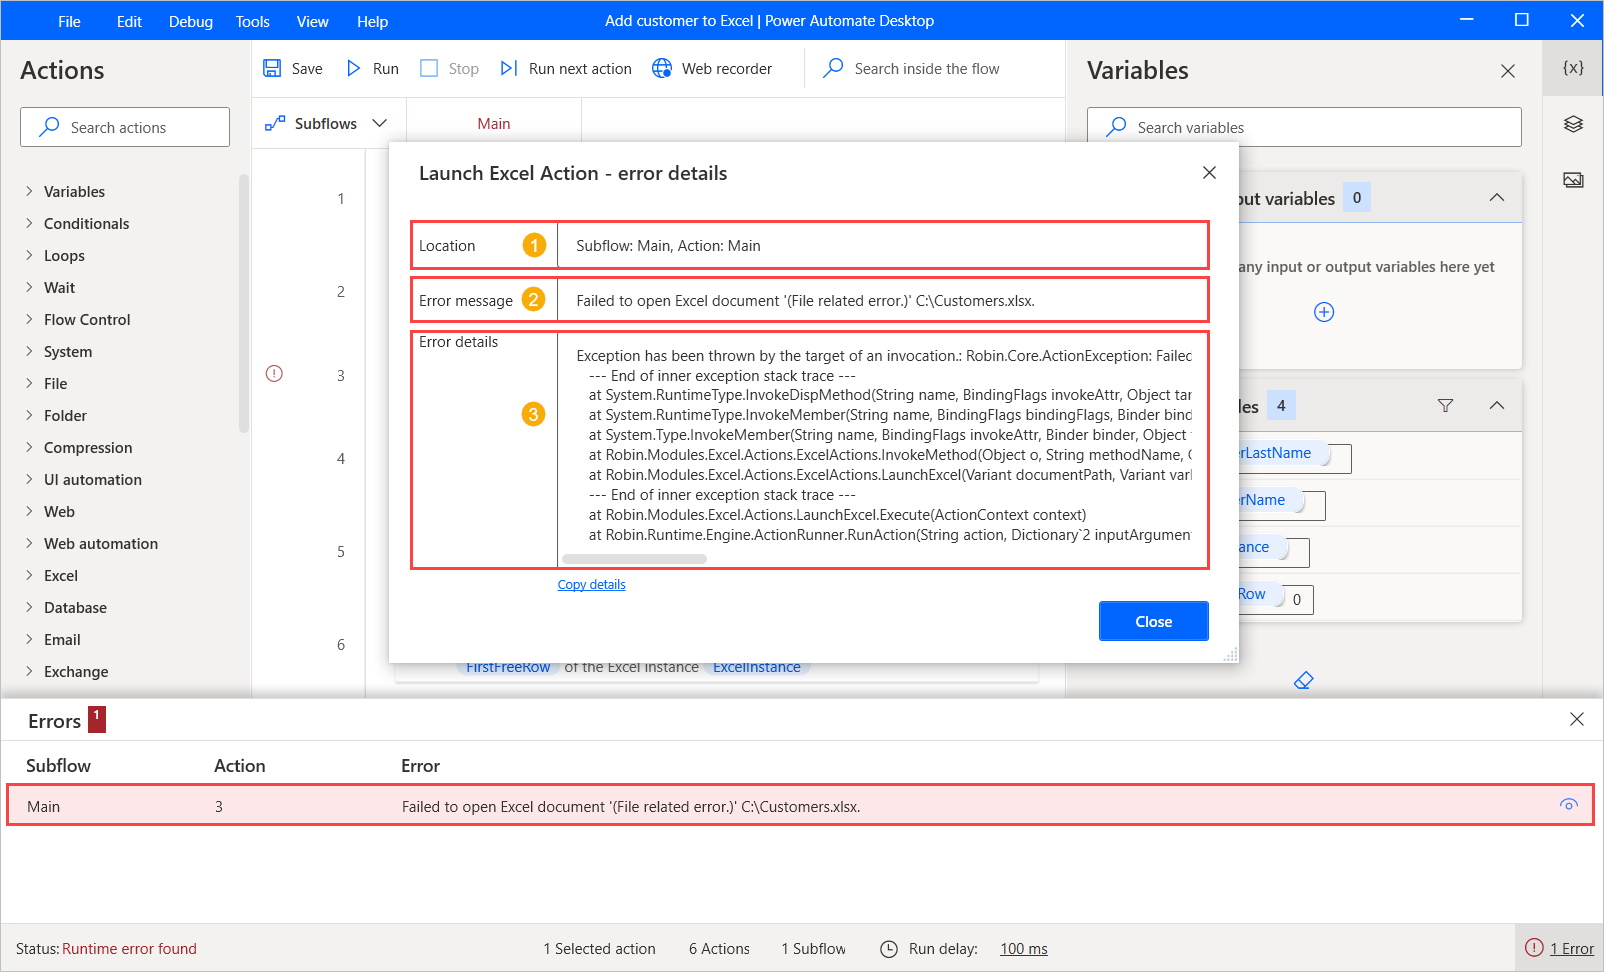 File Edit Debug Tools View Help Add customer to Excel | Power Automate Desktop
Actions
Save Run Stop Run next action Web recorder Search inside the flow
Variables
{x}
Search actions
Subflows Main
Search variables
Variables
Conditionals
Loops
Wait
Flow Control
System
File
Folder
Compression
UI automation
Web
Web automation
Excel
Database
Email
Exchange
1
2
3
4
5
6
Launch Excel Action - error details
Location 1 Subflow: Main, Action: Main
Error message 2 Failed to open Excel document '(File related error.)' C:\Customers.xlsx.
Error details
3
Exception has been thrown by the target of an invocation.: Robin.Core.ActionException: Failed
--- End of inner exception stack trace ---
at System.RuntimeType.InvokeDispMethod(String name, BindingFlags invokeAttr, Object tar
at System.RuntimeType.InvokeMember(String name, BindingFlags bindingFlags, Binder bind
at System.Type.InvokeMember(String name, BindingFlags invokeAttr, Binder binder, Object
at Robin.Modules.Excel.Actions.ExcelActions.InvokeMethod(Object o, String methodName, O
at Robin.Modules.Excel.Actions.ExcelActions.LaunchExcel(Variant documentPath, Variant var
--- End of inner exception stack trace ---
at Robin.Modules.Excel.Actions.LaunchExcel.Execute(ActionContext context)
at Robin.Runtime.Engine.ActionRunner.RunAction(String action, Dictionary`2 inputArgumen
Copy details
Close
FirstFreeRow of the Excel instance ExcelInstance
out variables 0
any input or output variables here yet
les 4
rLastName
rName
ance
Row 0
Errors 1
Subflow Action Error
Main 3 Failed to open Excel document '(File related error.)' C:\Customers.xlsx.
Status: Runtime error found 1 Selected action 6 Actions 1 Subflow Run delay: 100 ms 1 Error